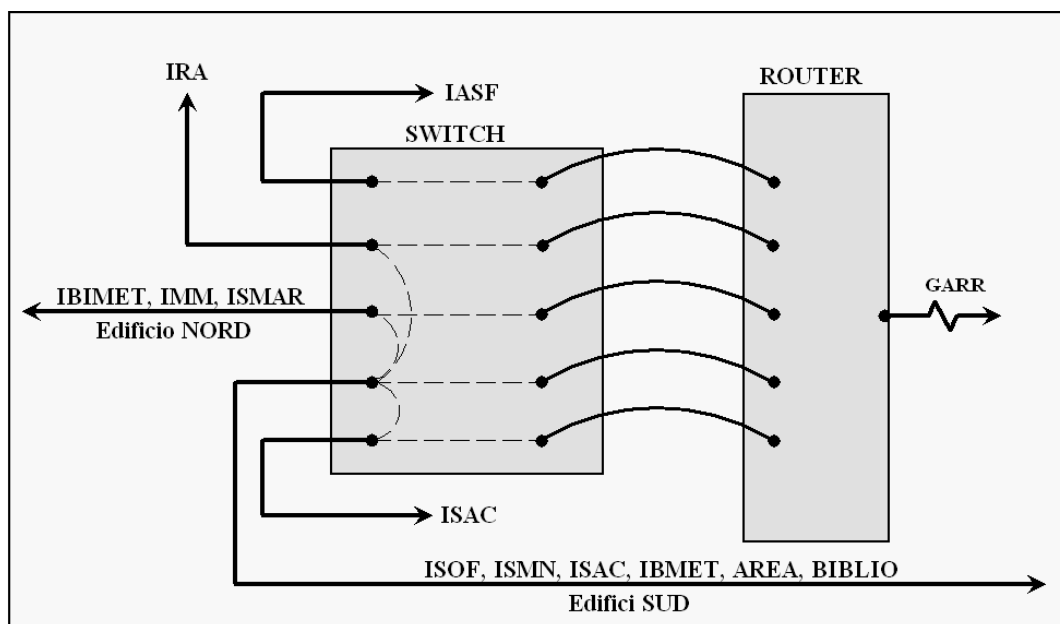 IRA
IASF
ROUTER
SWITCH
IBIMET, IMM, ISMAR
Edificio NORD
GARR
ISAC
ISOF, ISMN, ISAC, IBMET, AREA, BIBLIO
Edifici SUD